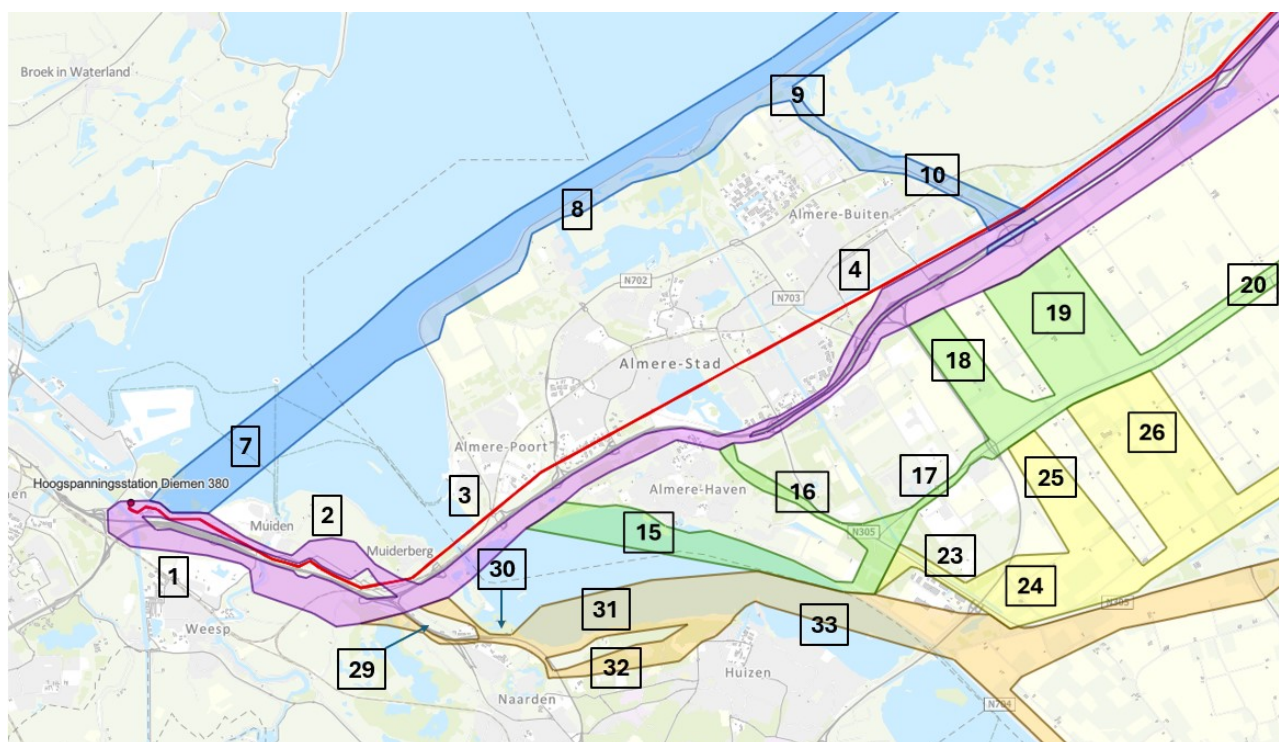 Broek in Waterland
9
10
8
Almere-Buiten
4
N702
N703
20
19
18
Almere-Stad
26
7
Almere-Poort
25
Hoogspanningsstation Diemen 380
3
Almere-Haven
16
17
2
Muiden
15
N305
Muiderberg
23
1
30
24
N305
31
33
Weesp
29
32
Huizen
Naarden
N704